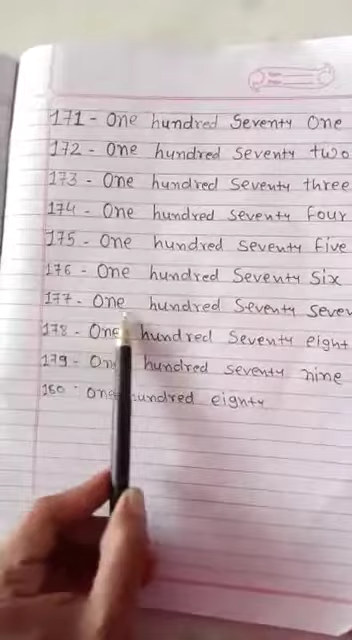 171 - One hundred Seventy One
172 - One hundred Seventy two
173 - One hundred Seventy three
174 - One hundred Seventy four
175 - One hundred Seventy five
176 - One hundred Seventy Six
177 - One hundred Seventy seve
178 - One hundred Seventy eight
179 - One hundred seventy nine
180 - One hundred eighty